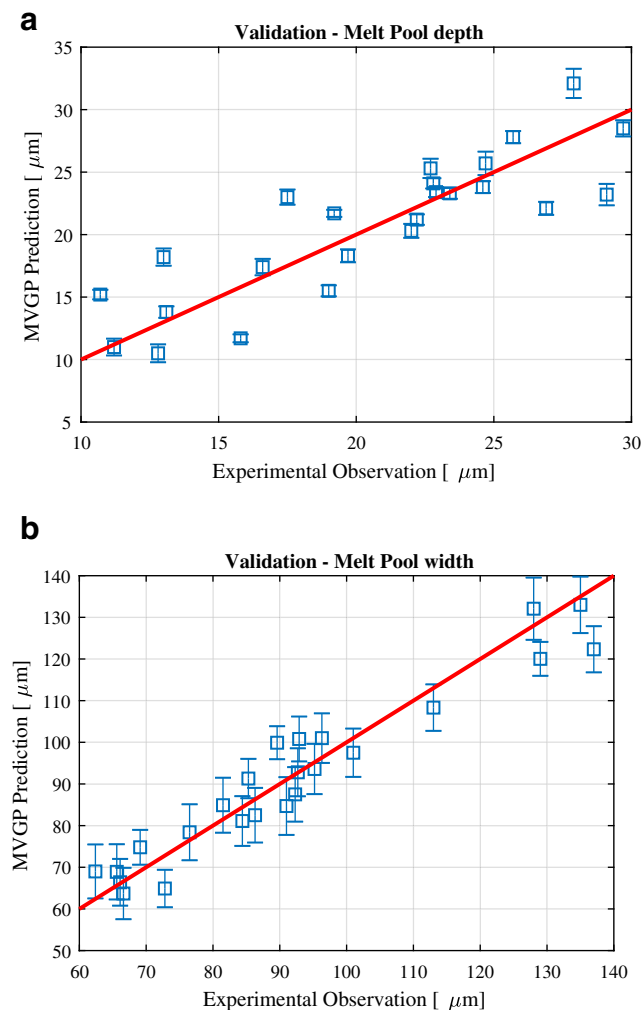 a
Validation - Melt Pool depth
35
30
25
20
15
10
5
MVGP Prediction [ μm]
10 15 20 25 30
Experimental Observation [ μm]
b
Validation - Melt Pool width
140
130
120
110
100
90
80
70
60
50
MVGP Prediction [ μm]
60 70 80 90 100 110 120 130 140
Experimental Observation [ μm]